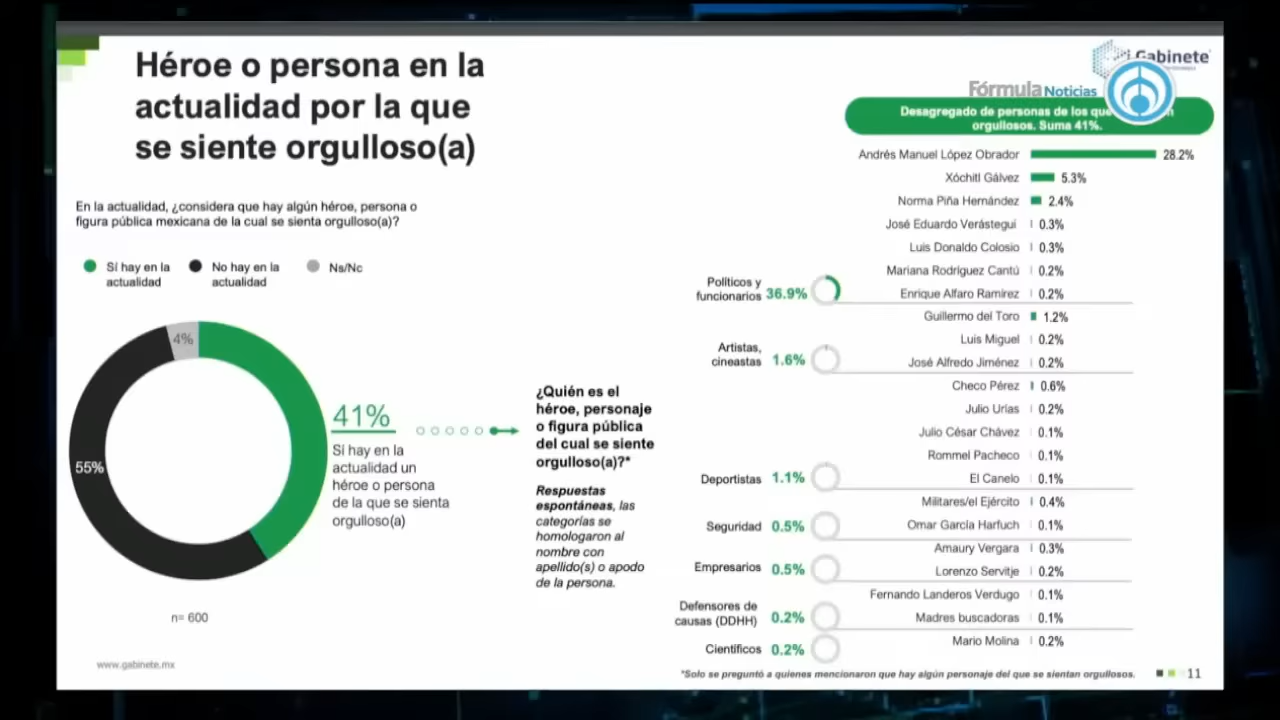 Héroe o persona en la
actualidad por la que
se siente orgulloso(a)
En la actualidad, ¿considera que hay algún héroe, persona o
figura pública mexicana de la cual se sienta orgulloso(a)?
Sí hay en la
actualidad
No hay en la
actualidad
Ns/Nc
4%
55%
41%
Sí hay en la
actualidad un
héroe o persona
de la que se sienta
orgulloso(a)
n= 600
www.gabinete.mx
¿Quién es el
héroe, personaje
o figura pública
del cual se siente
orgulloso(a)?*
Respuestas
espontáneas, las
categorías se
homologaron al
nombre con
apellido(s) o apodo
de la persona.
Gabinete
Fórmula Noticias
Desagregado de personas de los que
orgullosos. Suma 41%.
Andrés Manuel López Obrador 28.2%
Xóchitl Gálvez 5.3%
Norma Piña Hernández 2.4%
José Eduardo Verástegui 0.3%
Luis Donaldo Colosio 0.3%
Mariana Rodríguez Cantú 0.2%
Políticos y
funcionarios 36.9%
Enrique Alfaro Ramírez 0.2%
Guillermo del Toro 1.2%
Luis Miguel 0.2%
Artistas,
cineastas 1.6%
José Alfredo Jiménez 0.2%
Checo Pérez 0.6%
Julio Urías 0.2%
Julio César Chávez 0.1%
Rommel Pacheco 0.1%
Deportistas 1.1%
El Canelo 0.1%
Militares/el Ejército 0.4%
Seguridad 0.5%
Omar García Harfuch 0.1%
Amaury Vergara 0.3%
Empresarios 0.5%
Lorenzo Servitje 0.2%
Fernando Landeros Verdugo 0.1%
Defensores de
causas (DDHH) 0.2%
Madres buscadoras 0.1%
Científicos 0.2%
Mario Molina 0.2%
*Solo se preguntó a quienes mencionaron que hay algún personaje del que se sientan orgullosos.
11